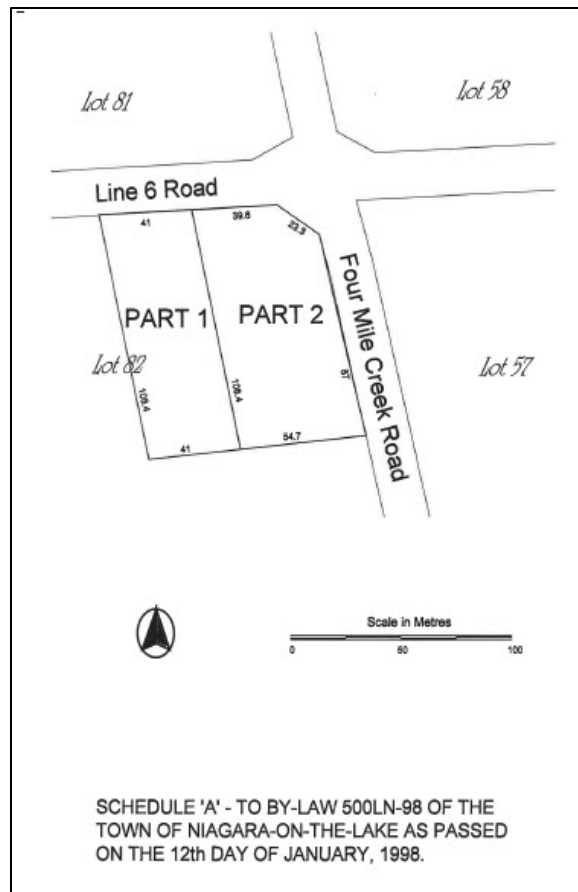 Lot 81
Lot 58
Line 6 Road
41
39.6
23.3
Four Mile Creek Road
PART 1
PART 2
Lot 82
Lot 57
106.4
106.4
87
41
54.7
Scale in Metres
0 50 100
SCHEDULE 'A' - TO BY-LAW 500LN-98 OF THE
TOWN OF NIAGARA-ON-THE-LAKE AS PASSED
ON THE 12th DAY OF JANUARY, 1998.